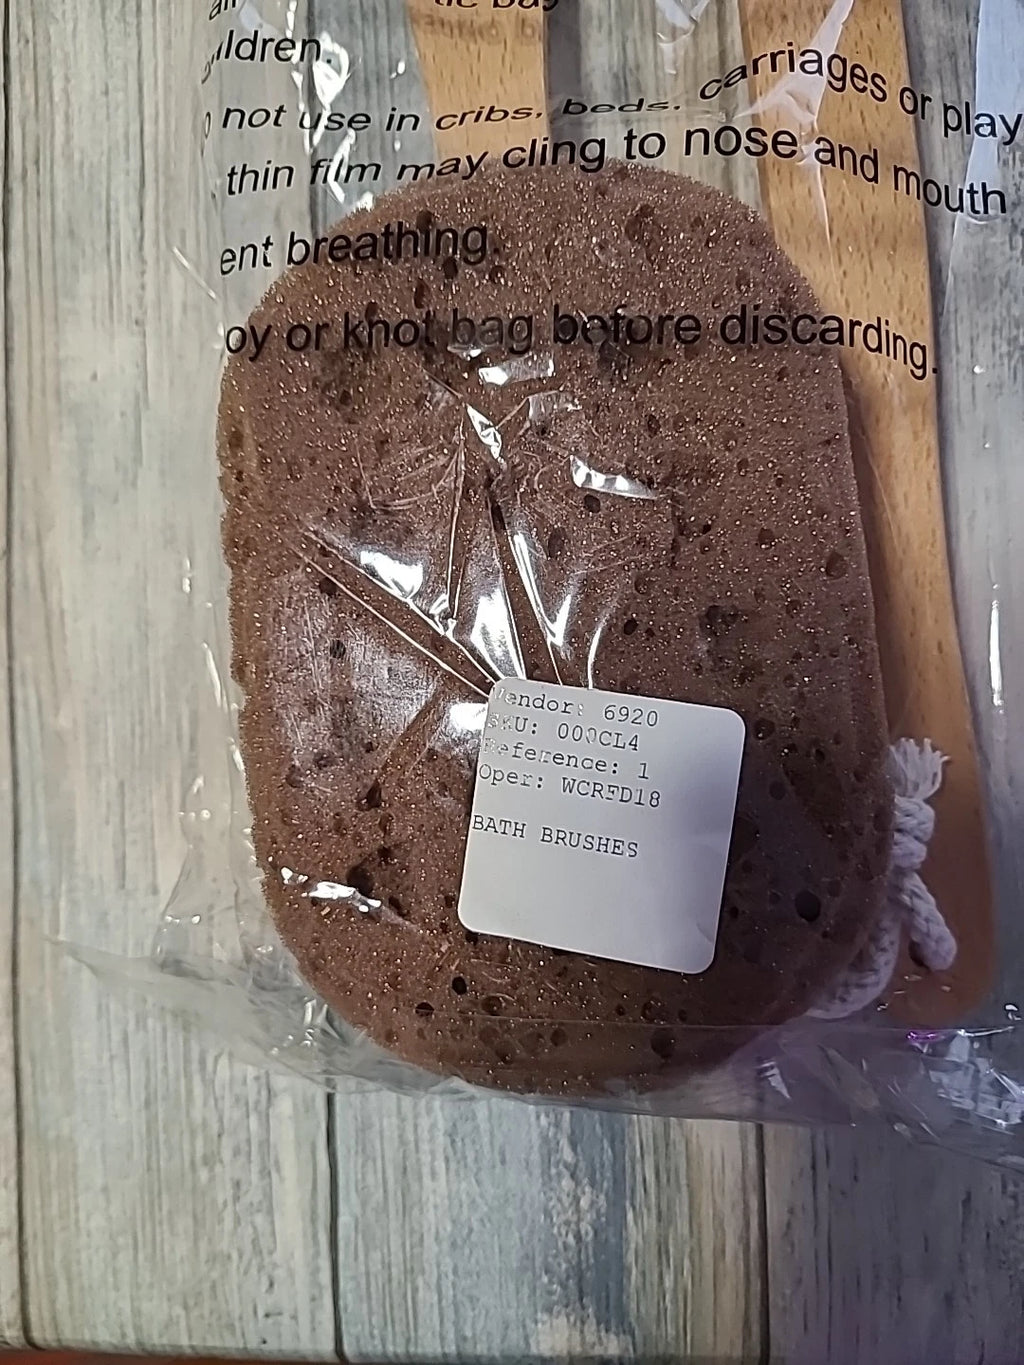 ildren.
not use in cribs, beds, carriages or play
thin film may cling to nose and mouth
ent breathing.
oy or knot bag before discarding.
Vendor: 6920
SKU: 000CL4
Reference: 1
Oper: WCRFD18
BATH BRUSHES